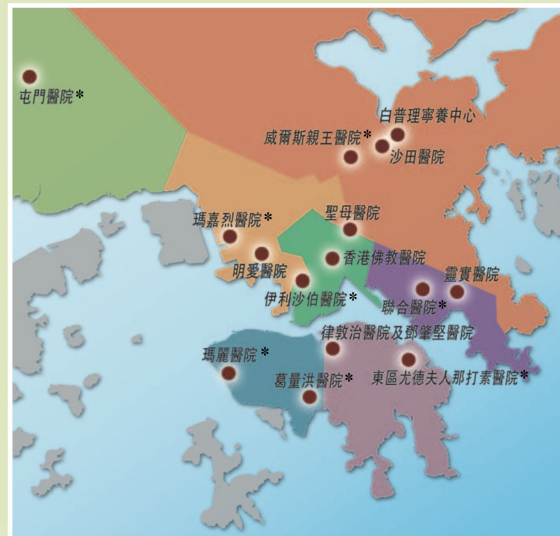 屯門醫院*
白普理寧養中心
威爾斯親王醫院*
沙田醫院
瑪嘉烈醫院*
聖母醫院
明愛醫院
香港佛教醫院
靈實醫院
伊利沙伯醫院*
聯合醫院*
律敦治醫院及鄧肇堅醫院
瑪麗醫院*
葛量洪醫院*
東區尤德夫人那打素醫院*